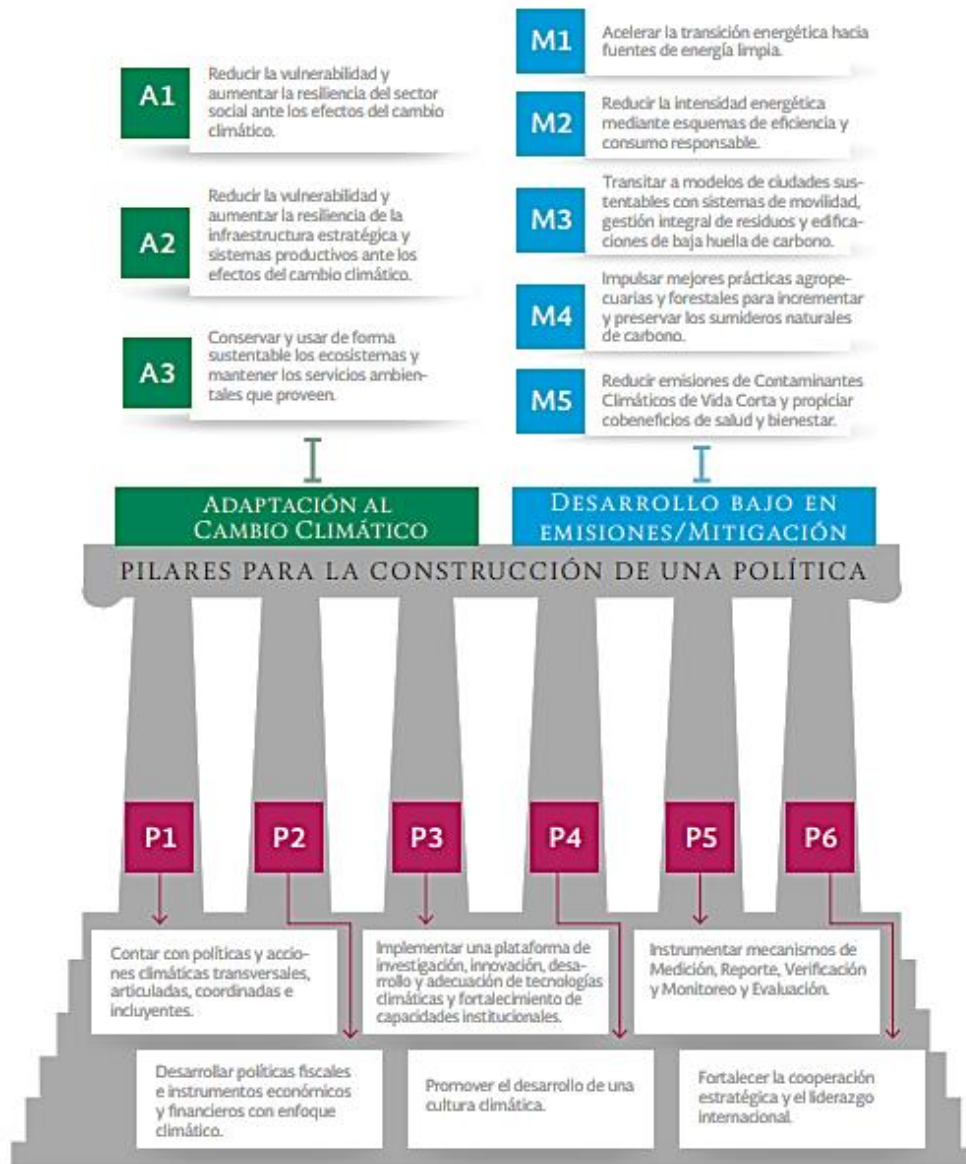 A1
Reducir la vulnerabilidad y
aumentar la resiliencia del sector
social ante los efectos del cambio
climático.
A2
Reducir la vulnerabilidad y
aumentar la resiliencia de la
infraestructura estratégica y
sistemas productivos ante los
efectos del cambio climático.
A3
Conservar y usar de forma
sustentable los ecosistemas y
mantener los servicios ambien-
tales que proveen.
M1
Acelerar la transición energética hacia
fuentes de energía limpia.
M2
Reducir la intensidad energética
mediante esquemas de eficiencia y
consumo responsable.
M3
Transitar a modelos de ciudades sus-
tentables con sistemas de movilidad,
gestión integral de residuos y edifica-
ciones de baja huella de carbono.
M4
Impulsar mejores prácticas agrope-
cuarias y forestales para incrementar
y preservar los sumideros naturales
de carbono.
M5
Reducir emisiones de Contaminantes
Climáticos de Vida Corta y propiciar
cobeneficios de salud y bienestar.
ADAPTACIÓN AL
CAMBIO CLIMÁTICO
DESARROLLO BAJO EN
EMISIONES/MITIGACIÓN
PILARES PARA LA CONSTRUCCIÓN DE UNA POLÍTICA
P1
P2
P3
P4
P5
P6
Contar con políticas y accio-
nes climáticas transversales,
articuladas, coordinadas e
incluyentes.
Implementar una plataforma de
investigación, innovación, desa-
rrollo y adecuación de tecnologías
climáticas y fortalecimiento de
capacidades institucionales.
Instrumentar mecanismos de
Medición, Reporte, Verificación
y Monitoreo y Evaluación.
Desarrollar políticas fiscales
e instrumentos económicos
y financieros con enfoque
climático.
Promover el desarrollo de una
cultura climática.
Fortalecer la cooperación
estratégica y el liderazgo
internacional.